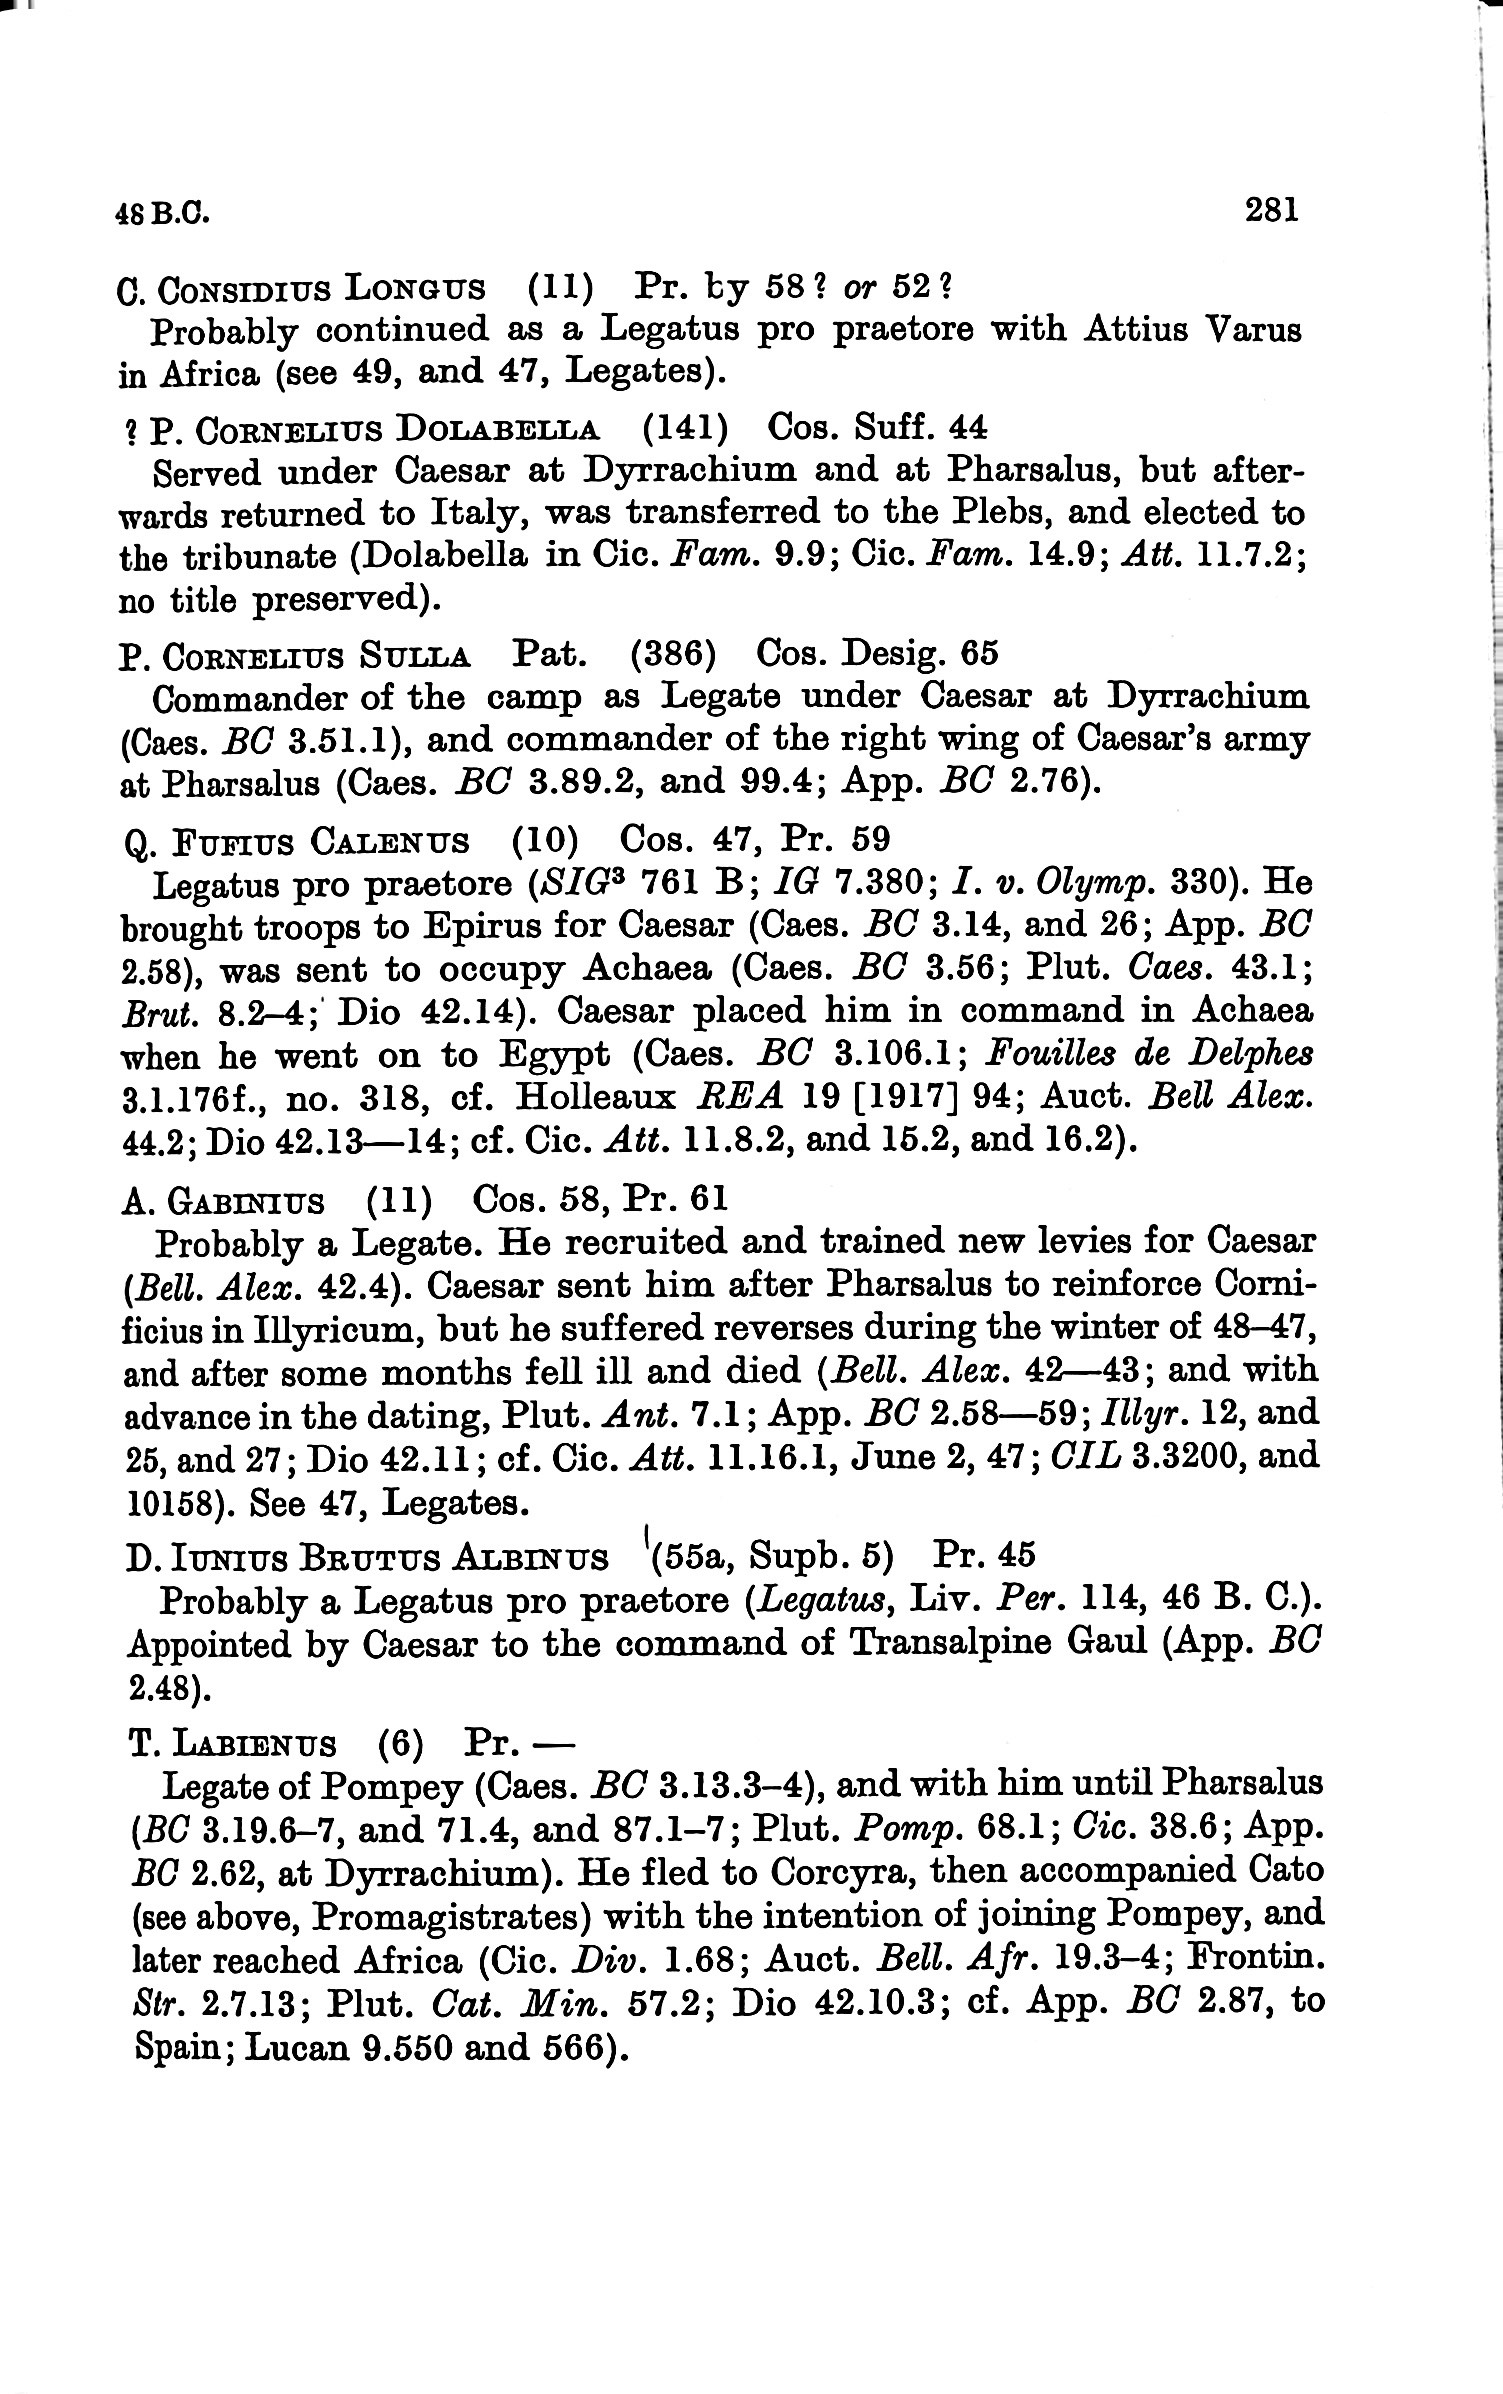 48 B.C. 281
C. CONSIDIUS LONGUS (11) Pr. by 58? or 52?
Probably continued as a Legatus pro praetore with Attius Varus
in Africa (see 49, and 47, Legates).
? P. CORNELIUS DOLABELLA (141) Cos. Suff. 44
Served under Caesar at Dyrrachium and at Pharsalus, but after-
wards returned to Italy, was transferred to the Plebs, and elected to
the tribunate (Dolabella in Cic. Fam. 9.9; Cic. Fam. 14.9; Att. 11.7.2;
no title preserved).
P. CORNELIUS SULLA Pat. (386) Cos. Desig. 65
Commander of the camp as Legate under Caesar at Dyrrachium
(Caes. BC 3.51.1), and commander of the right wing of Caesar's army
at Pharsalus (Caes. BC 3.89.2, and 99.4; App. BC 2.76).
Q. FUFIUS CALENUS (10) Cos. 47, Pr. 59
Legatus pro praetore (SIG³ 761 B; IG 7.380; I. v. Olymp. 330). He
brought troops to Epirus for Caesar (Caes. BC 3.14, and 26; App. BC
2.58), was sent to occupy Achaea (Caes. BC 3.56; Plut. Caes. 43.1;
Brut. 8.2–4; Dio 42.14). Caesar placed him in command in Achaea
when he went on to Egypt (Caes. BC 3.106.1; Fouilles de Delphes
3.1.176f., no. 318, cf. Holleaux REA 19 [1917] 94; Auct. Bell Alex.
44.2; Dio 42.13—14; cf. Cic. Att. 11.8.2, and 15.2, and 16.2).
A. GABINIUS (11) Cos. 58, Pr. 61
Probably a Legate. He recruited and trained new levies for Caesar
(Bell. Alex. 42.4). Caesar sent him after Pharsalus to reinforce Corni-
ficius in Illyricum, but he suffered reverses during the winter of 48–47,
and after some months fell ill and died (Bell. Alex. 42—43; and with
advance in the dating, Plut. Ant. 7.1; App. BC 2.58—59; Illyr. 12, and
25, and 27; Dio 42.11; cf. Cic. Att. 11.16.1, June 2, 47; CIL 3.3200, and
10158). See 47, Legates.
D. IUNIUS BRUTUS ALBINUS (55a, Supb. 5) Pr. 45
Probably a Legatus pro praetore (Legatus, Liv. Per. 114, 46 B. C.).
Appointed by Caesar to the command of Transalpine Gaul (App. BC
2.48).
T. LABIENUS (6) Pr. —
Legate of Pompey (Caes. BC 3.13.3–4), and with him until Pharsalus
(BC 3.19.6–7, and 71.4, and 87.1–7; Plut. Pomp. 68.1; Cic. 38.6; App.
BC 2.62, at Dyrrachium). He fled to Corcyra, then accompanied Cato
(see above, Promagistrates) with the intention of joining Pompey, and
later reached Africa (Cic. Div. 1.68; Auct. Bell. Afr. 19.3–4; Frontin.
Str. 2.7.13; Plut. Cat. Min. 57.2; Dio 42.10.3; cf. App. BC 2.87, to
Spain; Lucan 9.550 and 566).